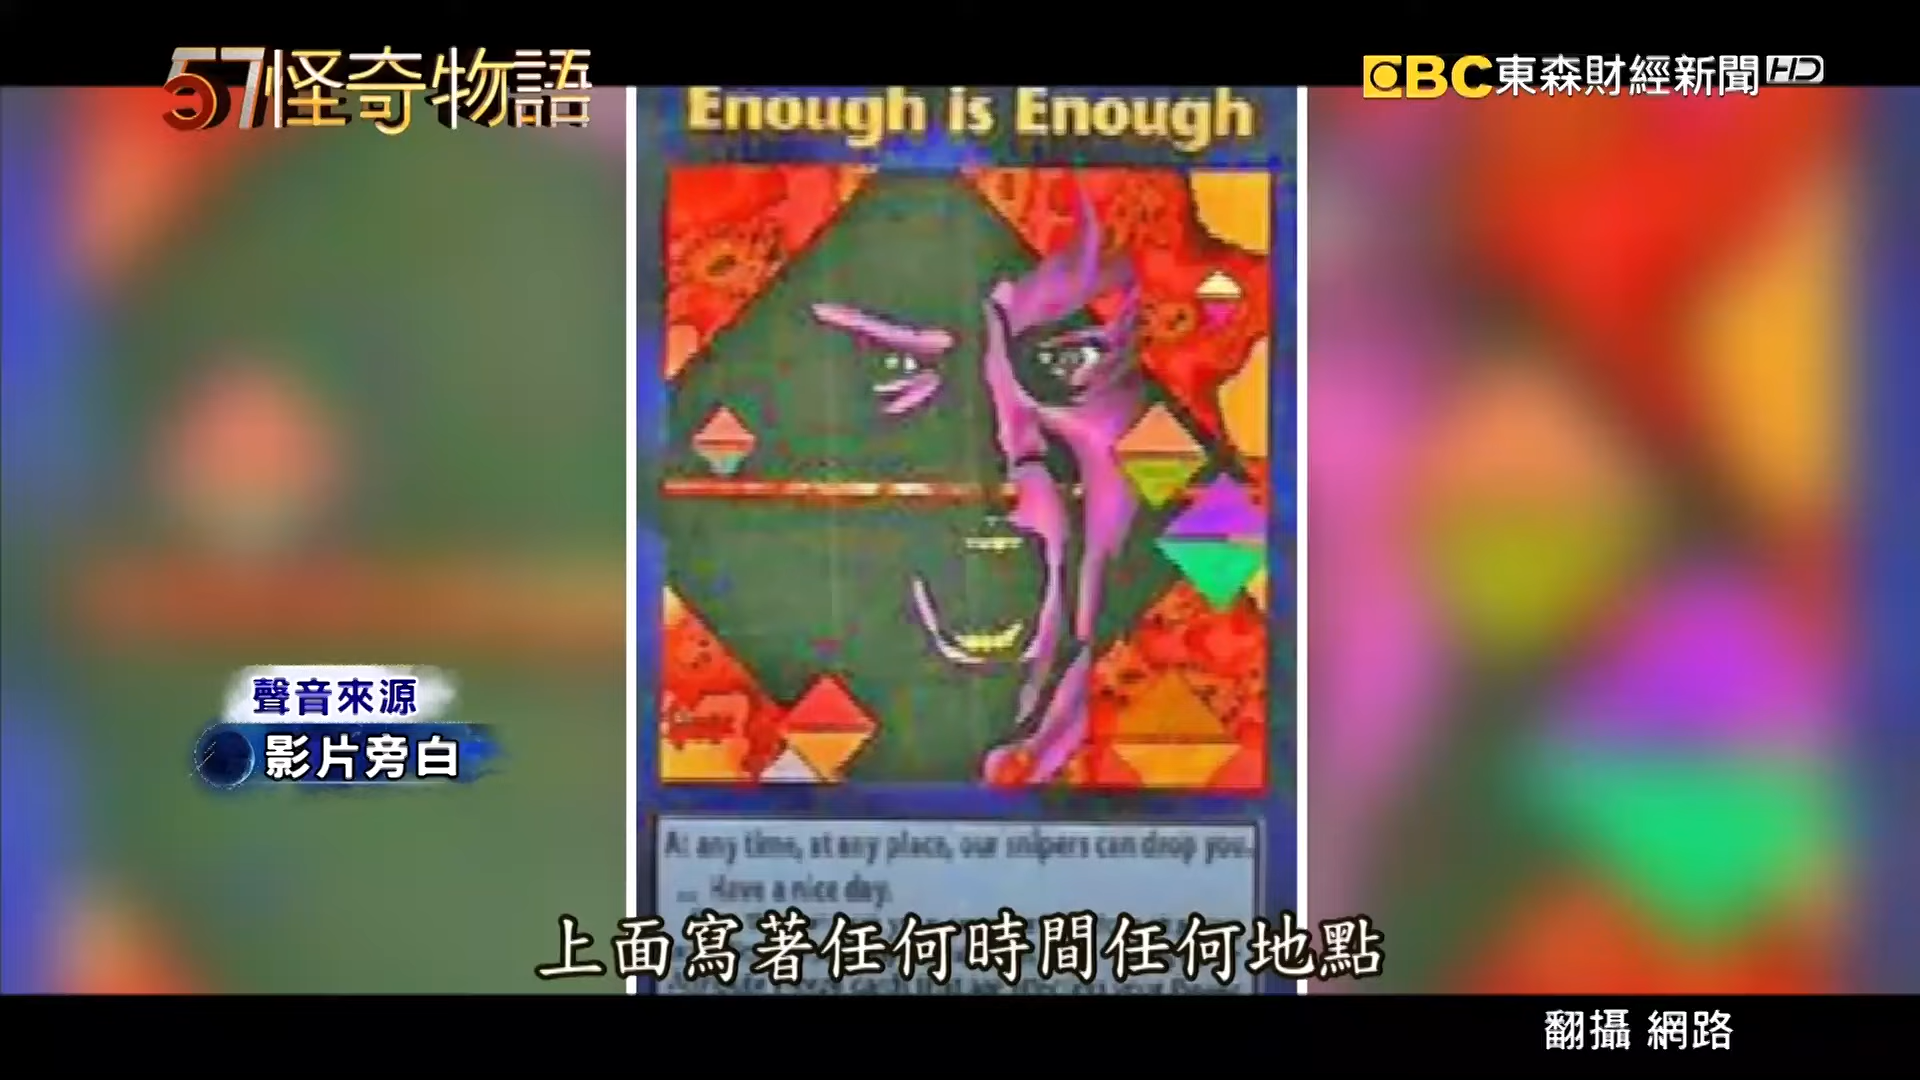 57怪奇物語
EBC東森財經新聞HD
Enough is Enough
聲音來源
影片旁白
At any time, at any place, our snipers can drop you.
... Have a nice day.
上面寫著任何時間任何地點
翻攝 網路